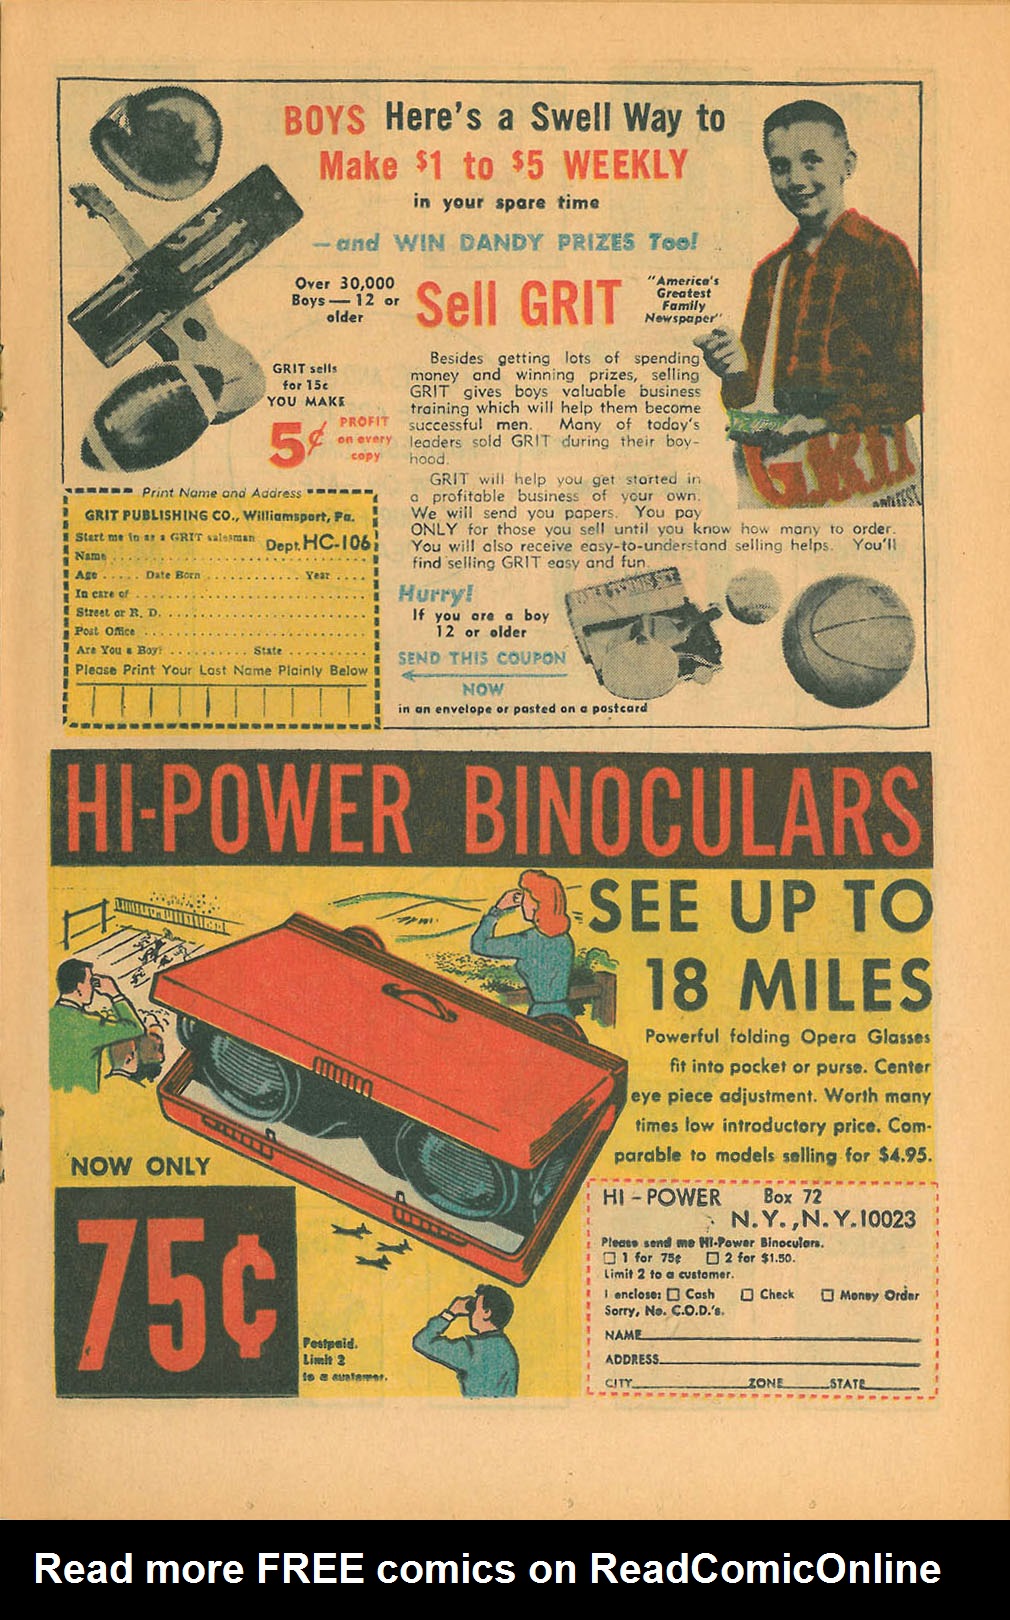 BOYS Here's a Swell Way to
Make $1 to $5 WEEKLY
in your spare time
—and WIN DANDY PRIZES Too!
Over 30,000
Boys — 12 or
older
Sell GRIT
"America's
Greatest
Family
Newspaper"
GRIT sells
for 15¢
YOU MAKE
5¢
PROFIT
on every
copy
Besides getting lots of spending
money and winning prizes, selling
GRIT gives boys valuable business
training which will help them become
successful men. Many of today's
leaders sold GRIT during their boy-
hood.
GRIT will help you get started in
a profitable business of your own.
We will send you papers. You pay
ONLY for those you sell until you know how many to order.
You will also receive easy-to-understand selling helps. You'll
find selling GRIT easy and fun.
GRIT
Print Name and Address
GRIT PUBLISHING CO., Williamsport, Pa.
Start me in as a GRIT salesman
Dept. HC-106
Name
Age ..... Date Born ............ Year ....
In care of
Street or R. D.
Post Office
Are You a Boy? .......... State ..........
Please Print Your Last Name Plainly Below
Hurry!
If you are a boy
12 or older
SEND THIS COUPON
NOW
in an envelope or pasted on a postcard
TABLE TENNIS SET
HI-POWER BINOCULARS
SEE UP TO
18 MILES
Powerful folding Opera Glasses
fit into pocket or purse. Center
eye piece adjustment. Worth many
times low introductory price. Com-
parable to models selling for $4.95.
NOW ONLY
75¢
Postpaid.
Limit 2
to a customer.
HI - POWER Box 72
N.Y., N.Y. 10023
Please send me Hi-Power Binoculars.
☐ 1 for 75¢ ☐ 2 for $1.50.
Limit 2 to a customer.
I enclose: ☐ Cash ☐ Check ☐ Money Order
Sorry, No. C.O.D.'s.
NAME
ADDRESS
CITY ZONE STATE
Read more FREE comics on ReadComicOnline